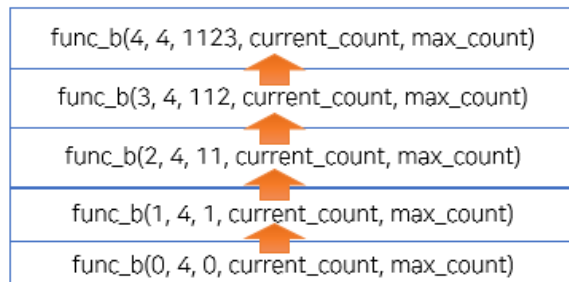 func_b(4, 4, 1123, current_count, max_count)
func_b(3, 4, 112, current_count, max_count)
func_b(2, 4, 11, current_count, max_count)
func_b(1, 4, 1, current_count, max_count)
func_b(0, 4, 0, current_count, max_count)